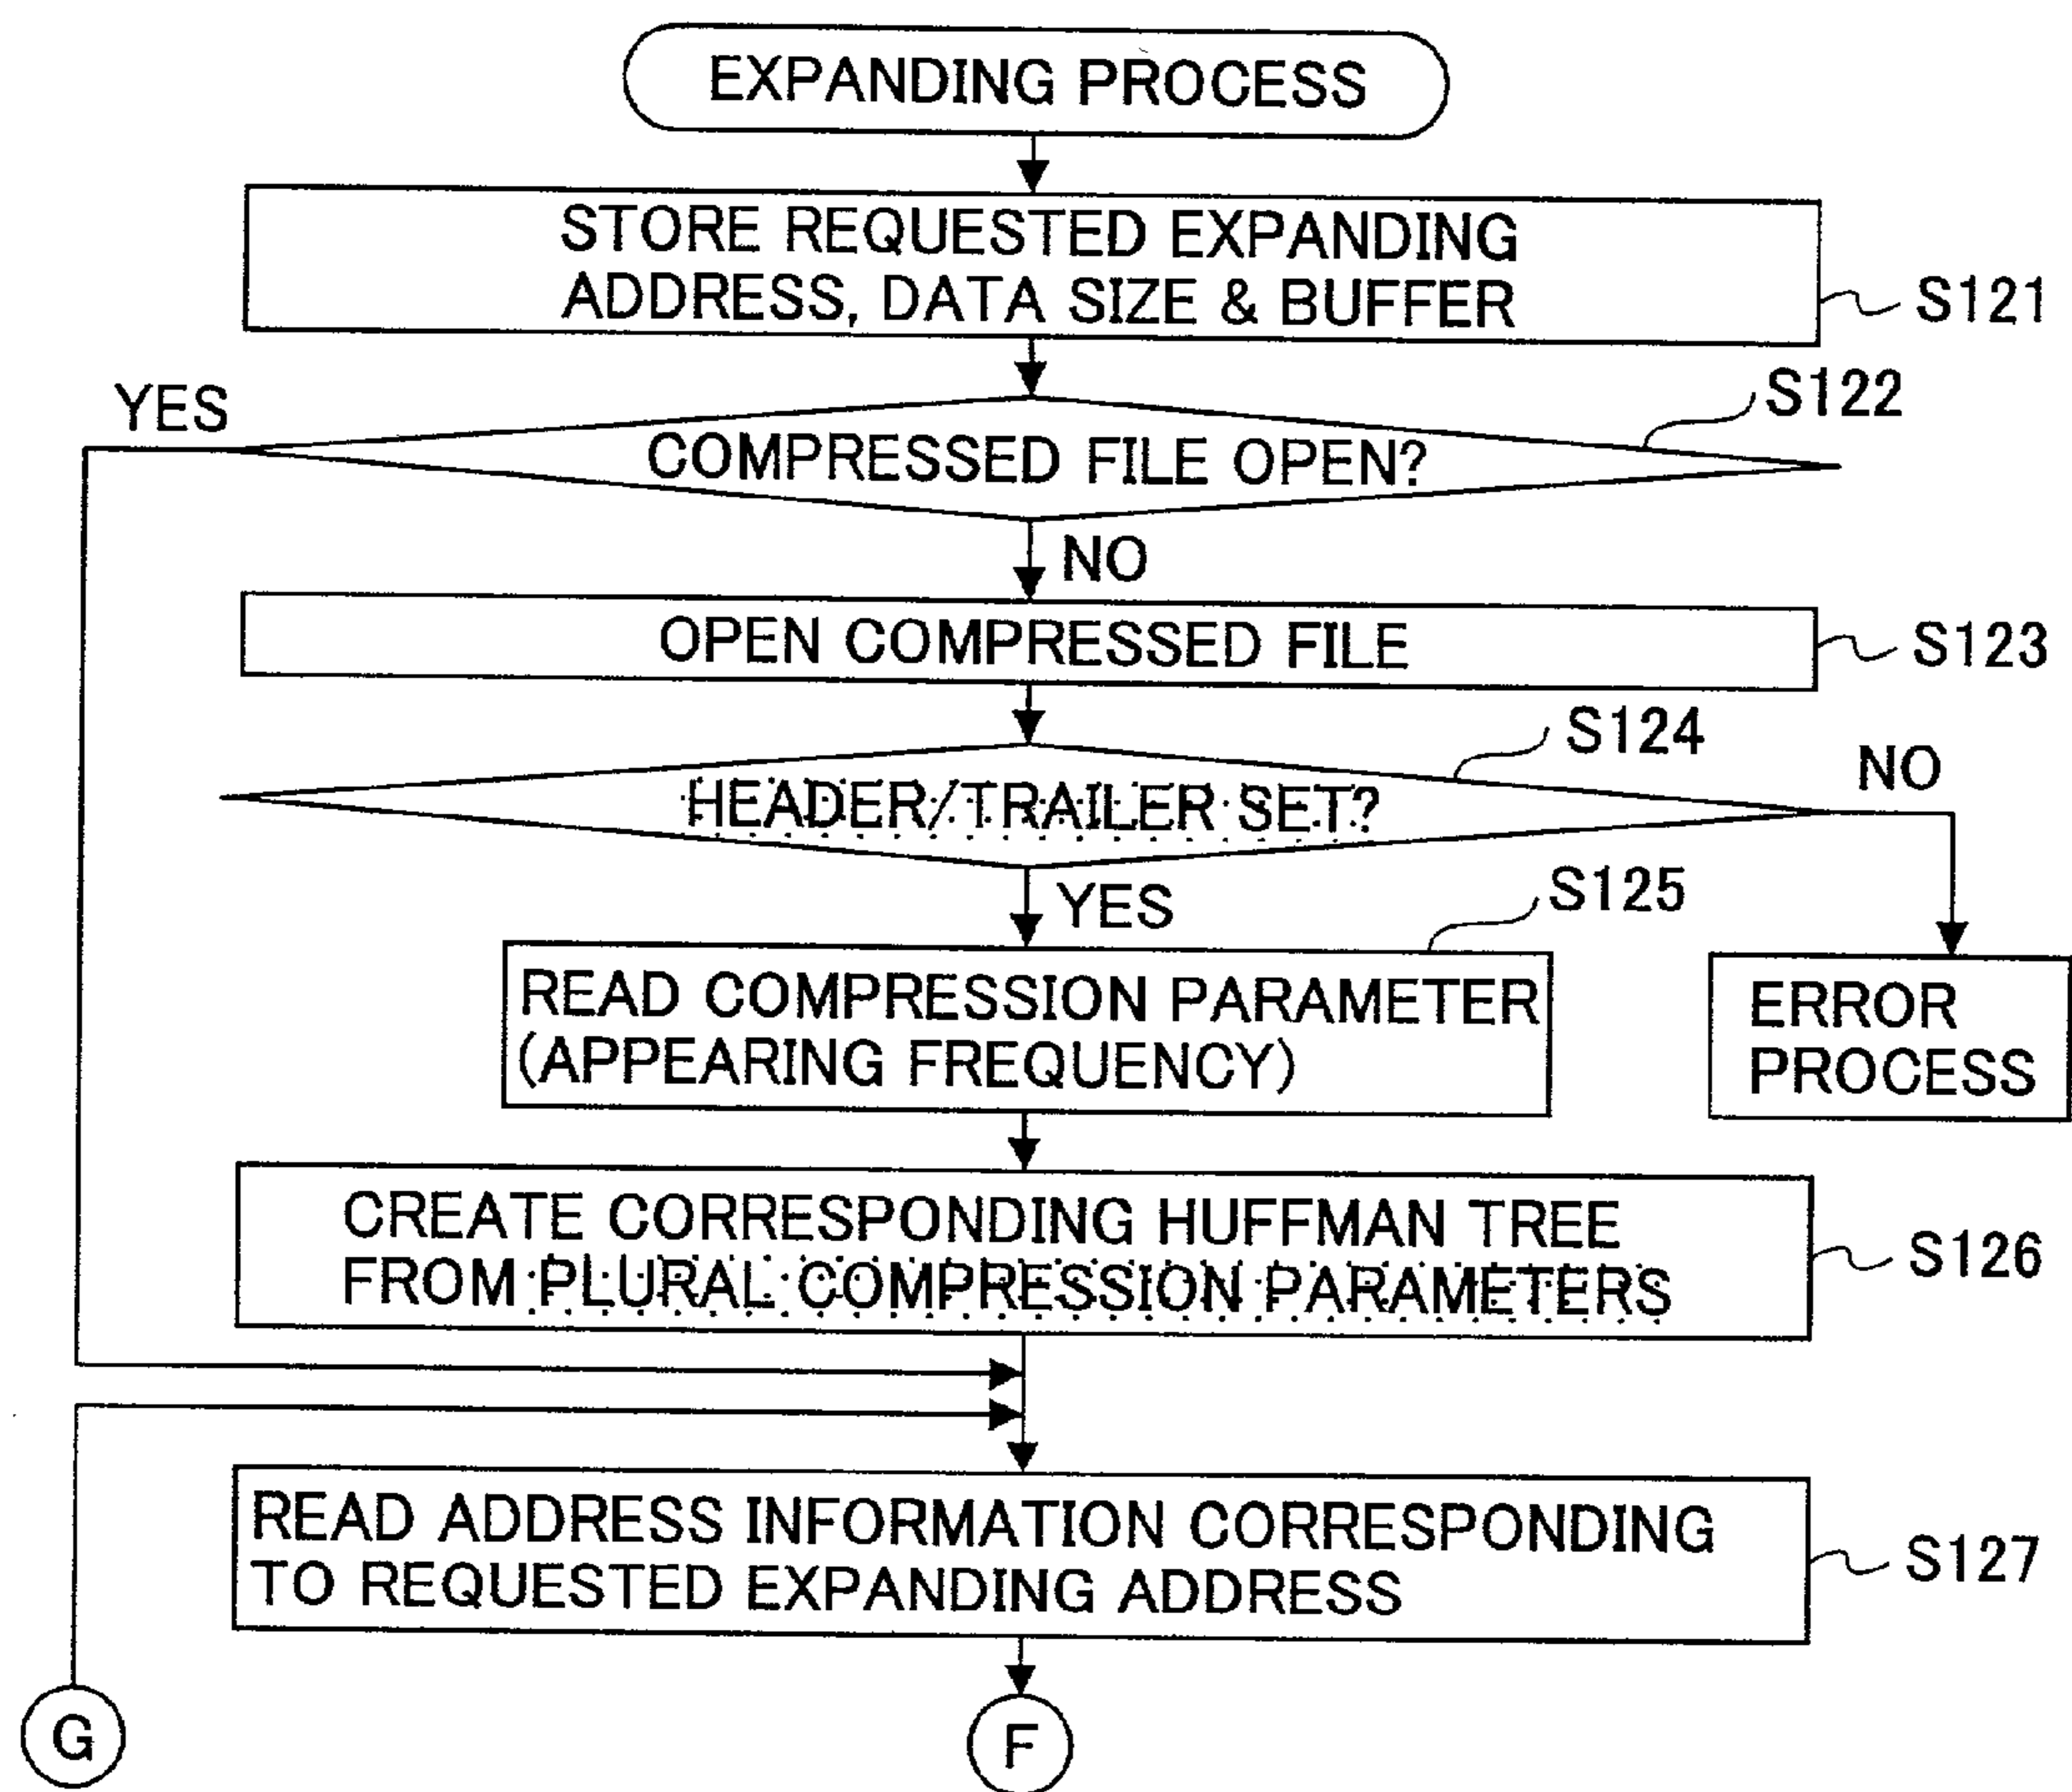 EXPANDING PROCESS
STORE REQUESTED EXPANDING
ADDRESS, DATA SIZE & BUFFER
S121
YES
S122
COMPRESSED FILE OPEN?
NO
OPEN COMPRESSED FILE
S123
S124
NO
HEADER/TRAILER SET?
YES
S125
READ COMPRESSION PARAMETER
(APPEARING FREQUENCY)
ERROR
PROCESS
CREATE CORRESPONDING HUFFMAN TREE
FROM PLURAL COMPRESSION PARAMETERS
S126
READ ADDRESS INFORMATION CORRESPONDING
TO REQUESTED EXPANDING ADDRESS
S127
G
F